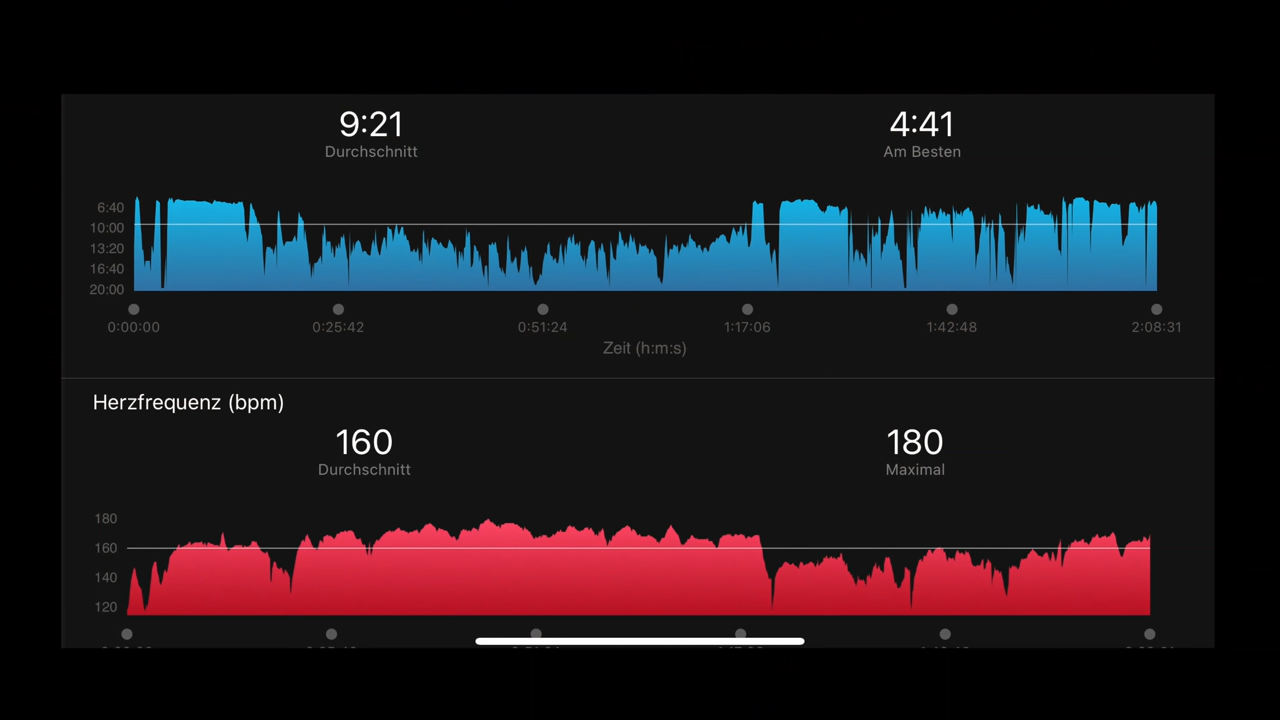 9:21 4:41
Durchschnitt Am Besten
6:40
10:00
13:20
16:40
20:00
0:00:00 0:25:42 0:51:24 1:17:06 1:42:48 2:08:31
Zeit (h:m:s)
Herzfrequenz (bpm)
160 180
Durchschnitt Maximal
180
160
140
120